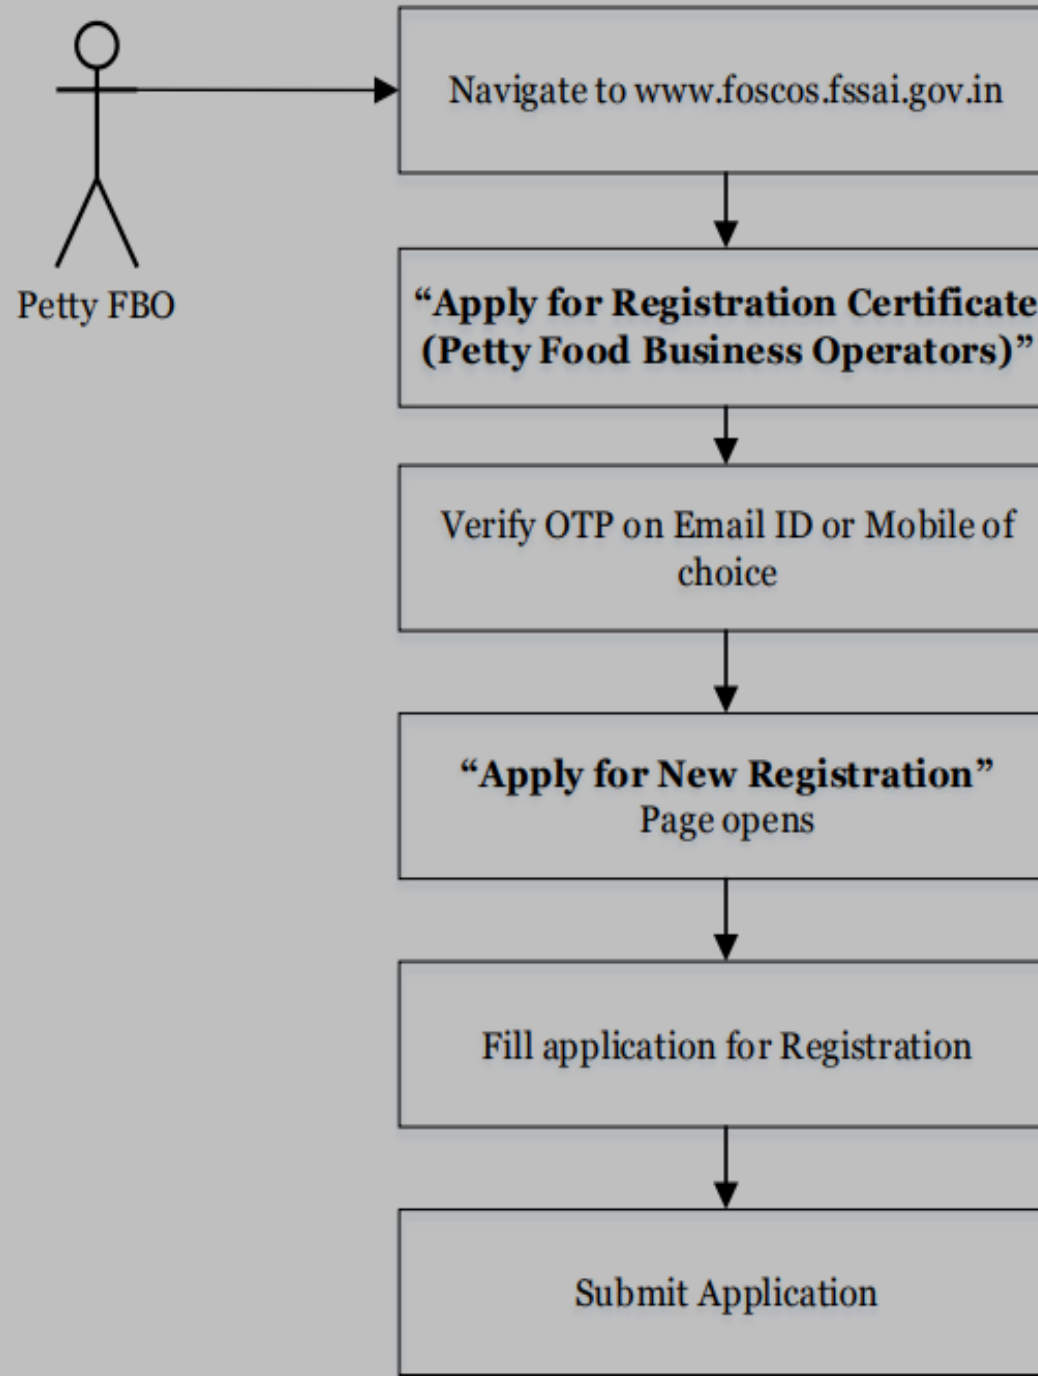 Navigate to www.foscos.fssai.gov.in
Petty FBO
“Apply for Registration Certificate
(Petty Food Business Operators)”
Verify OTP on Email ID or Mobile of
choice
“Apply for New Registration”
Page opens
Fill application for Registration
Submit Application